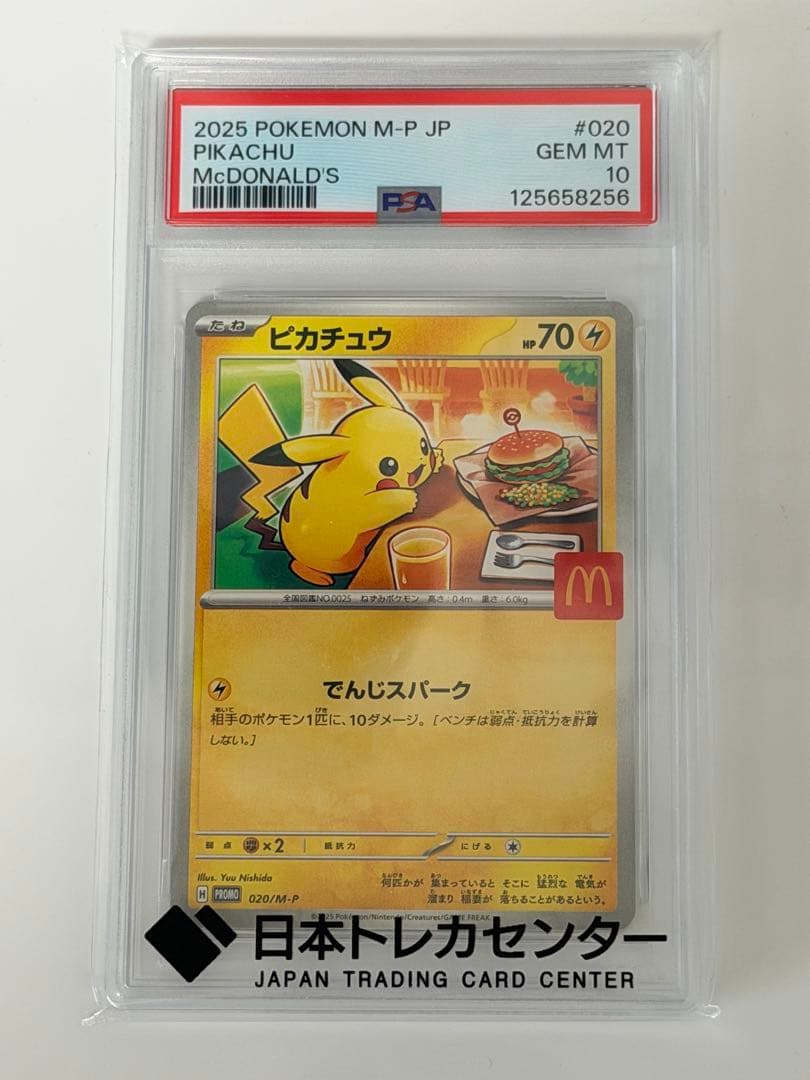 2025 POKEMON M-P JP #020
PIKACHU GEM MT
McDONALD'S 10
PSA 125658256
たね ピカチュウ HP70
全国図鑑NO.0025 ねずみポケモン 高さ:0.4m 重さ:6.0kg
M
でんじスパーク
相手のポケモン1匹に、10ダメージ。[ベンチは弱点・抵抗力を計算
しない。]
弱点 ×2 抵抗力 にげる
Illus. Yuu Nishida
何匹かが 集まっていると そこに 猛烈な 電気が
溜まり 稲妻が 落ちることがあるという。
H PROMO 020/M-P
©2025 Pokémon/Nintendo/Creatures/GAME FREAK
日本トレカセンター
JAPAN TRADING CARD CENTER